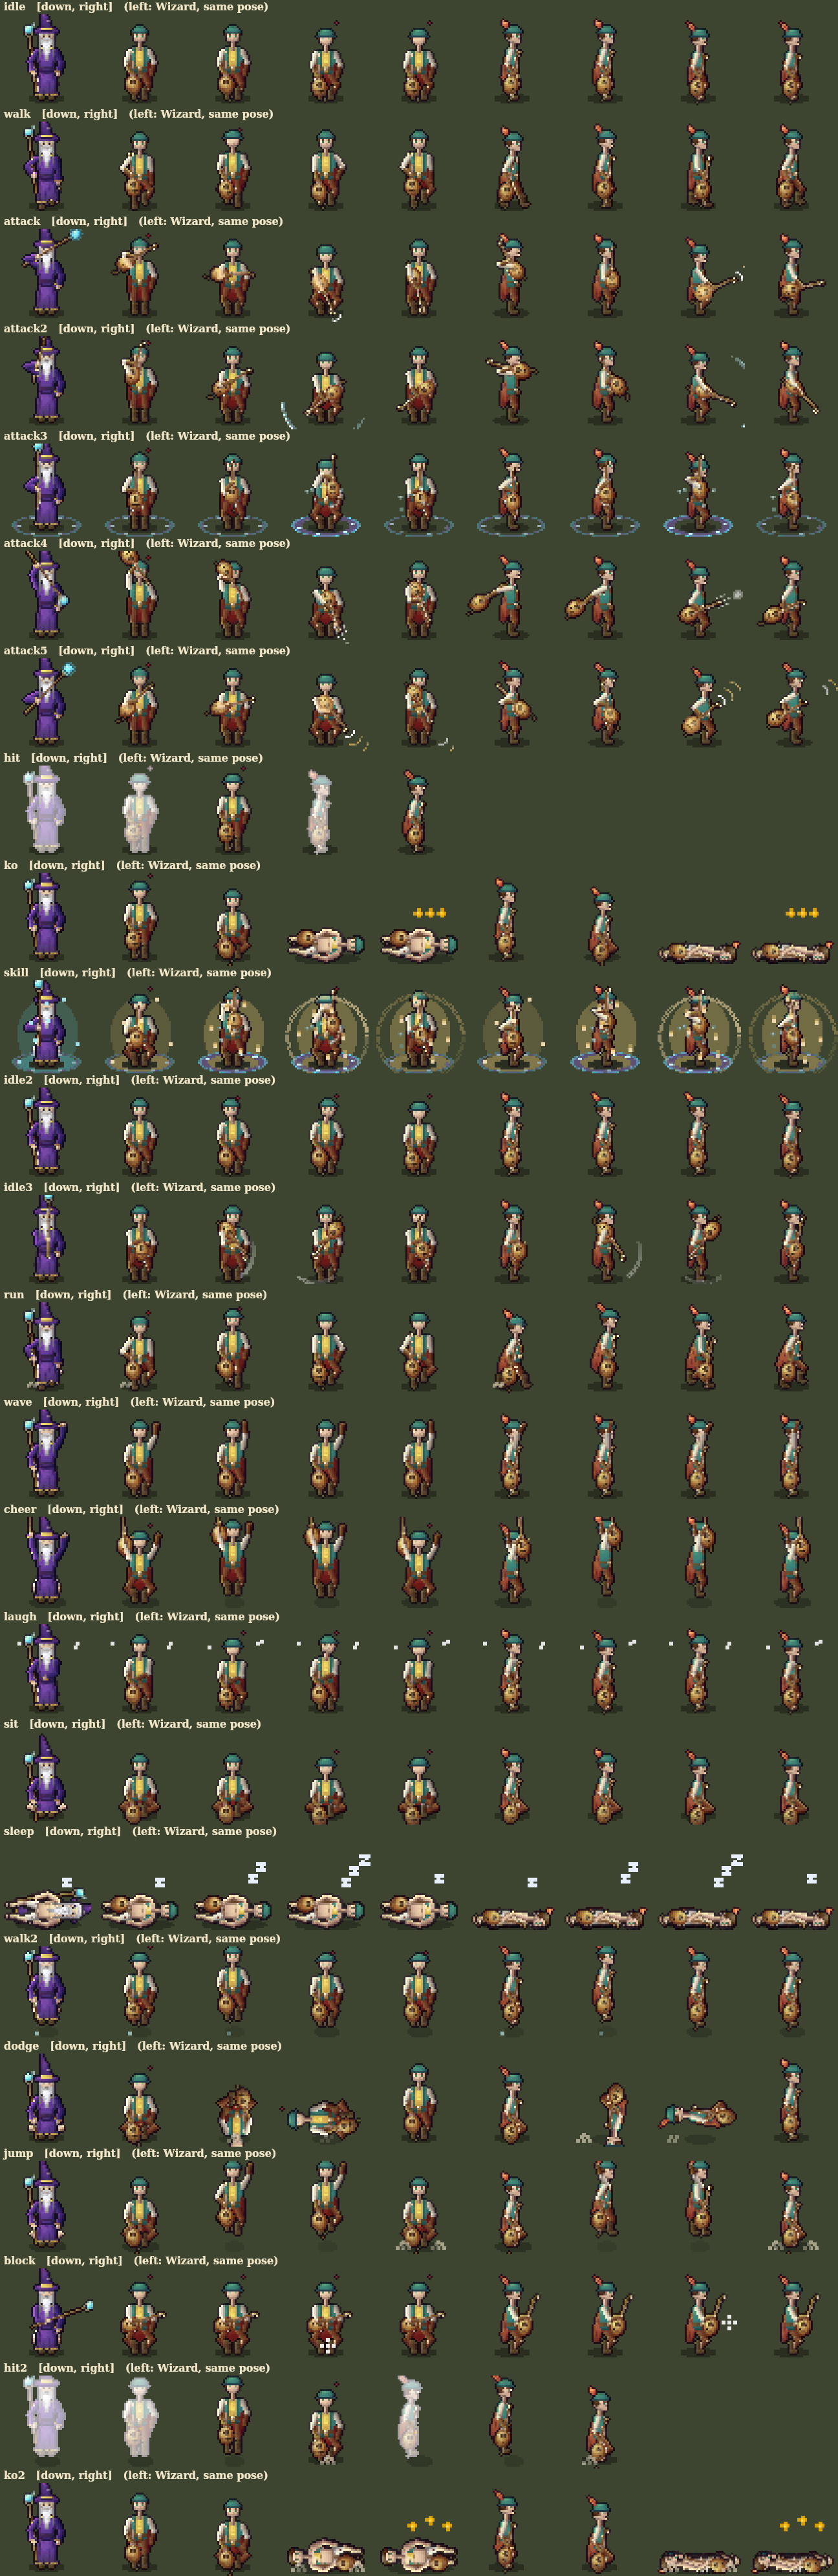 idle [down, right] (left: Wizard, same pose)
walk [down, right] (left: Wizard, same pose)
attack [down, right] (left: Wizard, same pose)
attack2 [down, right] (left: Wizard, same pose)
attack3 [down, right] (left: Wizard, same pose)
attack4 [down, right] (left: Wizard, same pose)
attack5 [down, right] (left: Wizard, same pose)
hit [down, right] (left: Wizard, same pose)
ko [down, right] (left: Wizard, same pose)
skill [down, right] (left: Wizard, same pose)
idle2 [down, right] (left: Wizard, same pose)
idle3 [down, right] (left: Wizard, same pose)
run [down, right] (left: Wizard, same pose)
wave [down, right] (left: Wizard, same pose)
cheer [down, right] (left: Wizard, same pose)
laugh [down, right] (left: Wizard, same pose)
sit [down, right] (left: Wizard, same pose)
sleep [down, right] (left: Wizard, same pose)
walk2 [down, right] (left: Wizard, same pose)
dodge [down, right] (left: Wizard, same pose)
jump [down, right] (left: Wizard, same pose)
block [down, right] (left: Wizard, same pose)
hit2 [down, right] (left: Wizard, same pose)
ko2 [down, right] (left: Wizard, same pose)